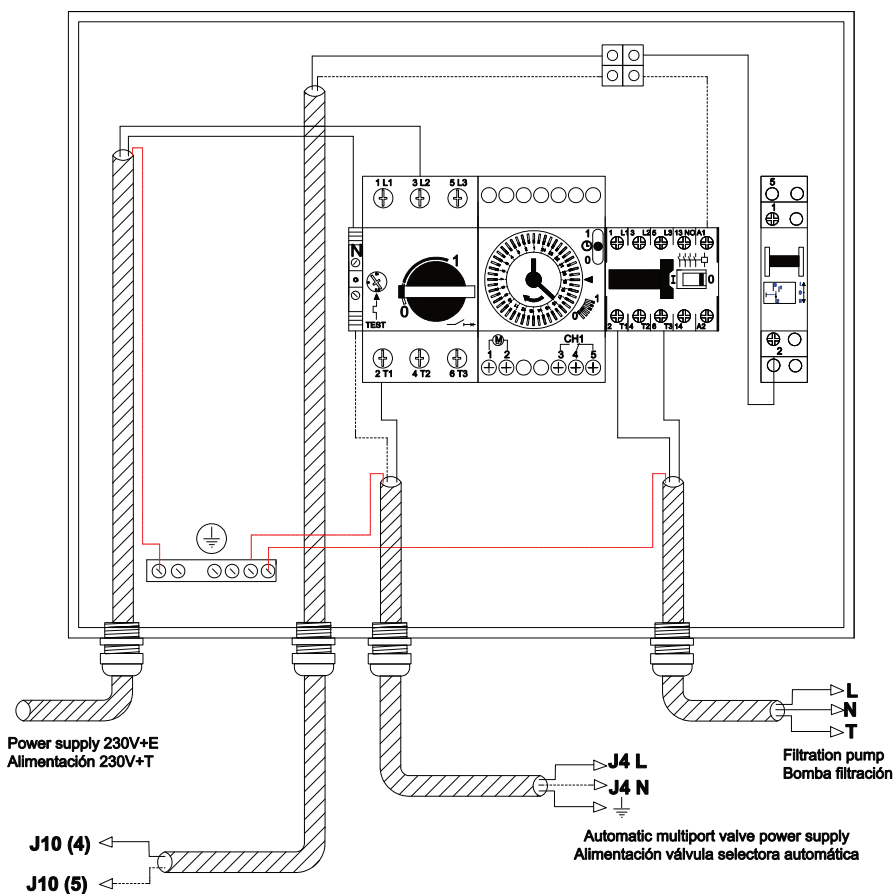 1 L1 3 L2 5 L3
N
1
0
TEST
2 T1 4 T2 6 T3
1
0
1
0
M
1 2
CH1
3 4 5
1 L1 3 L2 5 L3 13 NO A1
I 0
2 T1 4 T2 6 T3 14 A2
5
1
2
Power supply 230V+E
Alimentación 230V+T
L
N
T
Filtration pump
Bomba filtración
J4 L
J4 N
Automatic multiport valve power supply
Alimentación válvula selectora automática
J10 (4)
J10 (5)